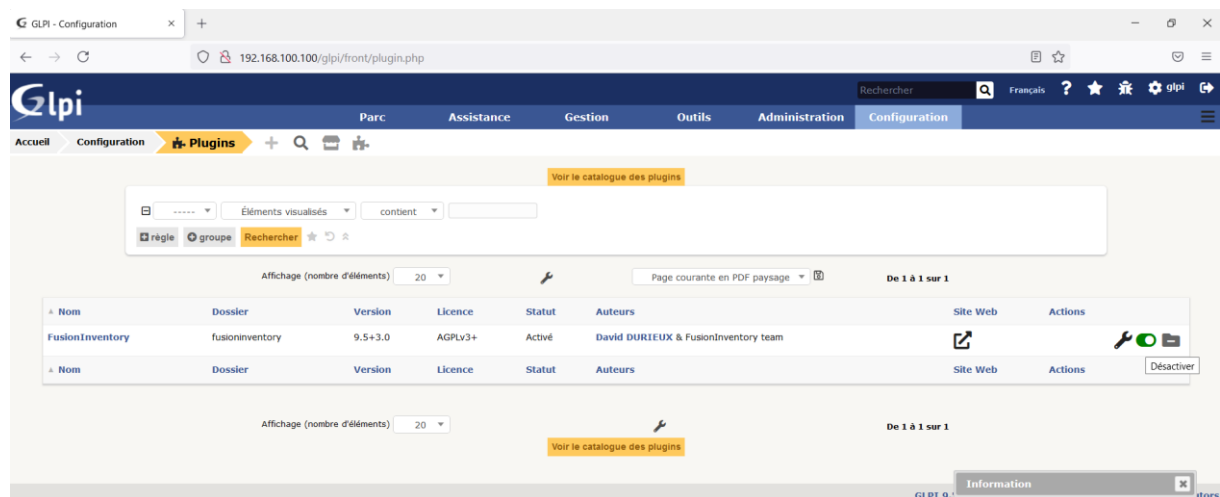 GLPI - Configuration
192.168.100.100/glpi/front/plugin.php
Glpi
Rechercher Français ? glpi
Parc Assistance Gestion Outils Administration Configuration
Accueil Configuration Plugins
Voir le catalogue des plugins
----- Éléments visualisés contient
règle groupe Rechercher
Affichage (nombre d'éléments) 20 Page courante en PDF paysage De 1 à 1 sur 1
Nom Dossier Version Licence Statut Auteurs Site Web Actions
FusionInventory fusioninventory 9.5+3.0 AGPLv3+ Activé David DURIEUX & FusionInventory team
Désactiver
Nom Dossier Version Licence Statut Auteurs Site Web Actions
Affichage (nombre d'éléments) 20 De 1 à 1 sur 1
Voir le catalogue des plugins
Information